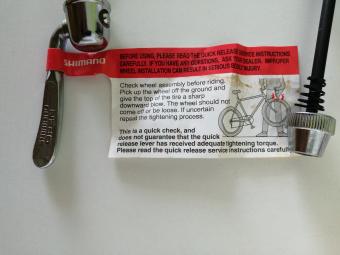 SHIMANO
BEFORE USING, PLEASE READ THE QUICK RELEASE SERVICE INSTRUCTIONS
CAREFULLY. IF YOU HAVE ANY QUESTIONS, ASK YOUR DEALER. IMPROPER
WHEEL INSTALLATION CAN RESULT IN SERIOUS BODILY INJURY.
Check wheel assembly before riding.
Pick up the wheel off the ground and
give the top of the tire a sharp
downward blow. The wheel should not
come off or be loose. If uncertain,
repeat the tightening process.
This is a quick check, and
does not guarantee that the quick
release lever has received adequate tightening torque.
Please read the quick release service instructions carefully